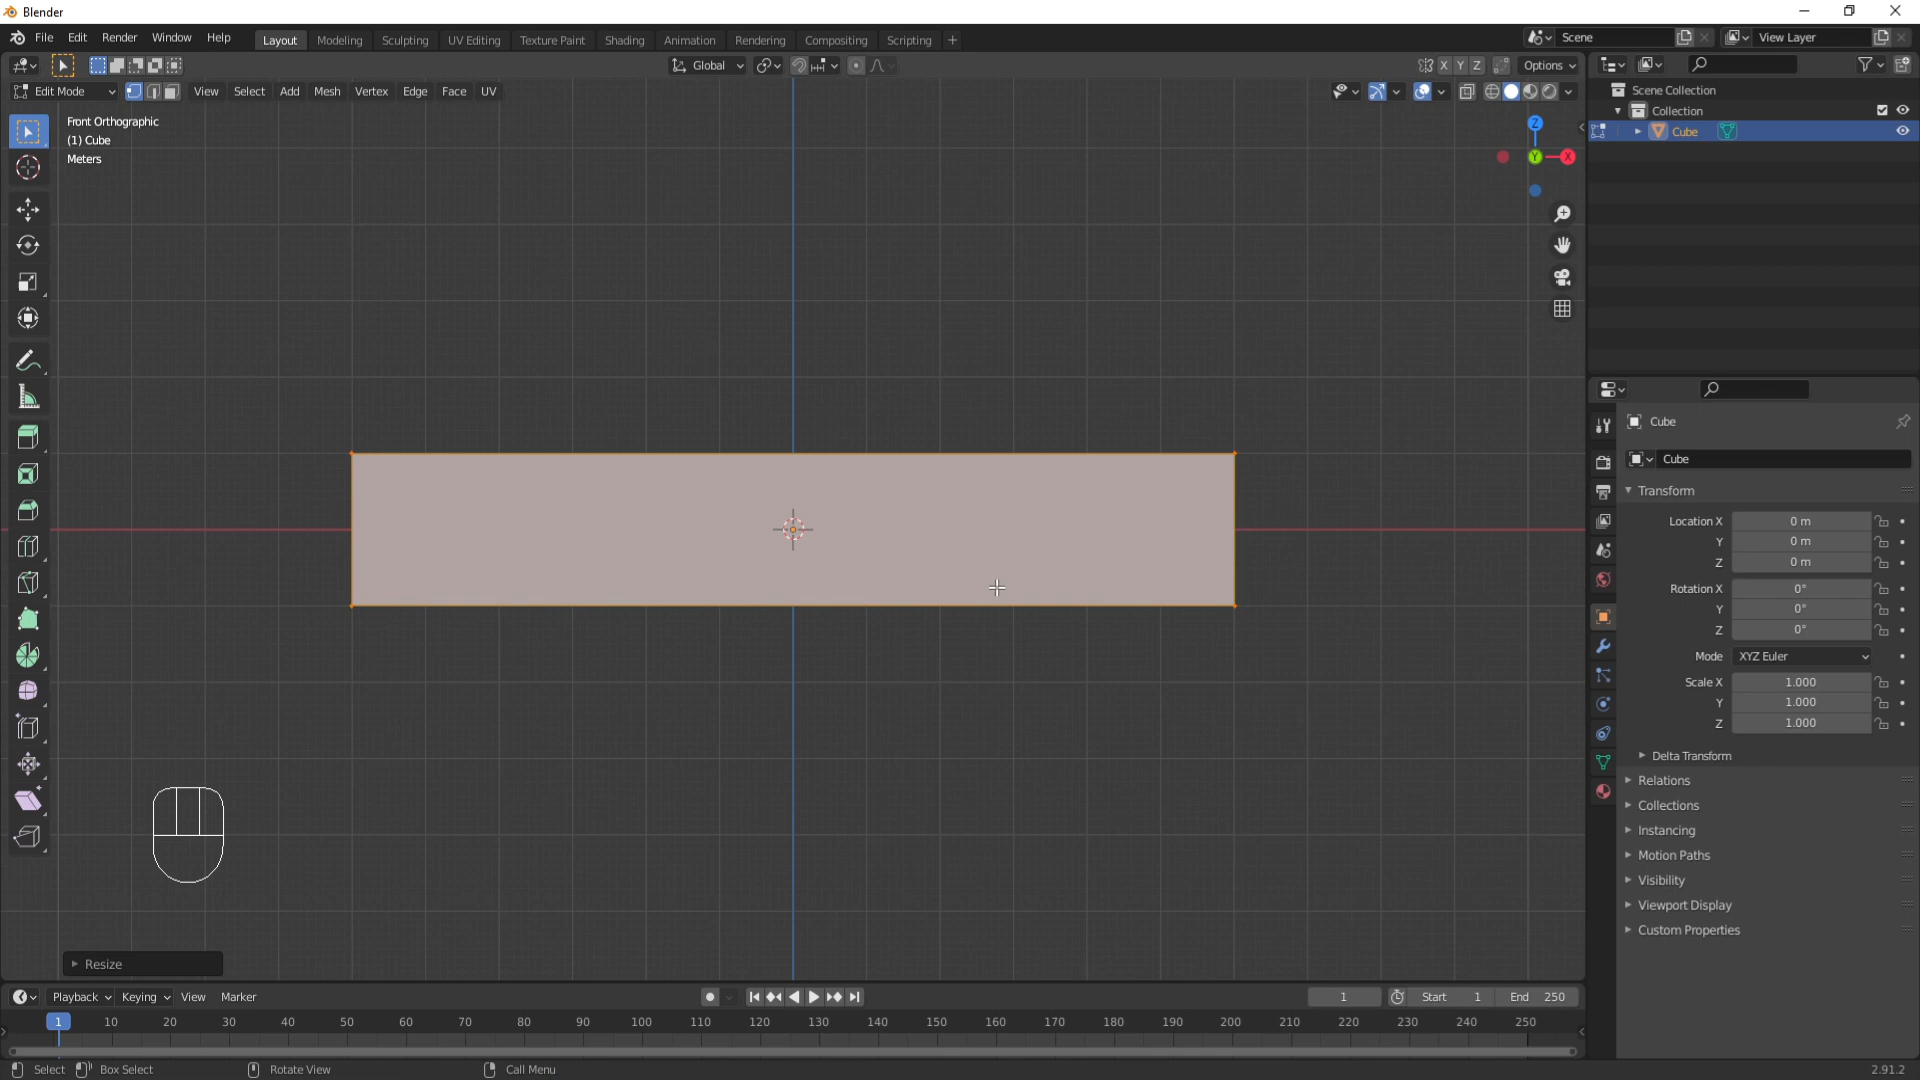 Blender
File Edit Render Window Help Layout Modeling Sculpting UV Editing Texture Paint Shading Animation Rendering Compositing Scripting + Scene View Layer
Global X Y Z Options
Edit Mode View Select Add Mesh Vertex Edge Face UV
Front Orthographic
(1) Cube
Meters
Z
Y
X
Scene Collection
Collection
Cube
Cube
Cube
Transform
Location X 0 m
Y 0 m
Z 0 m
Rotation X 0°
Y 0°
Z 0°
Mode XYZ Euler
Scale X 1.000
Y 1.000
Z 1.000
Delta Transform
Relations
Collections
Instancing
Motion Paths
Visibility
Viewport Display
Custom Properties
Resize
Playback Keying View Marker 1 Start 1 End 250
1 10 20 30 40 50 60 70 80 90 100 110 120 130 140 150 160 170 180 190 200 210 220 230 240 250
Select Box Select Rotate View Call Menu 2.91.2